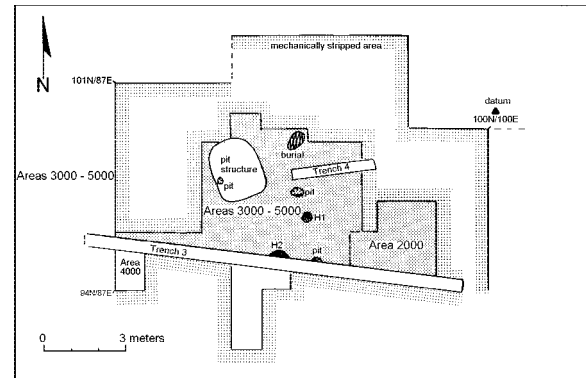 mechanically stripped area
N
101N/87E
datum
100N/100E
burial
pit
structure
pit
Trench 4
Areas 3000 - 5000
pit
Areas 3000 - 5000
H1
H2
pit
Area 2000
Trench 3
Area
4000
94N/87E
0 3 meters